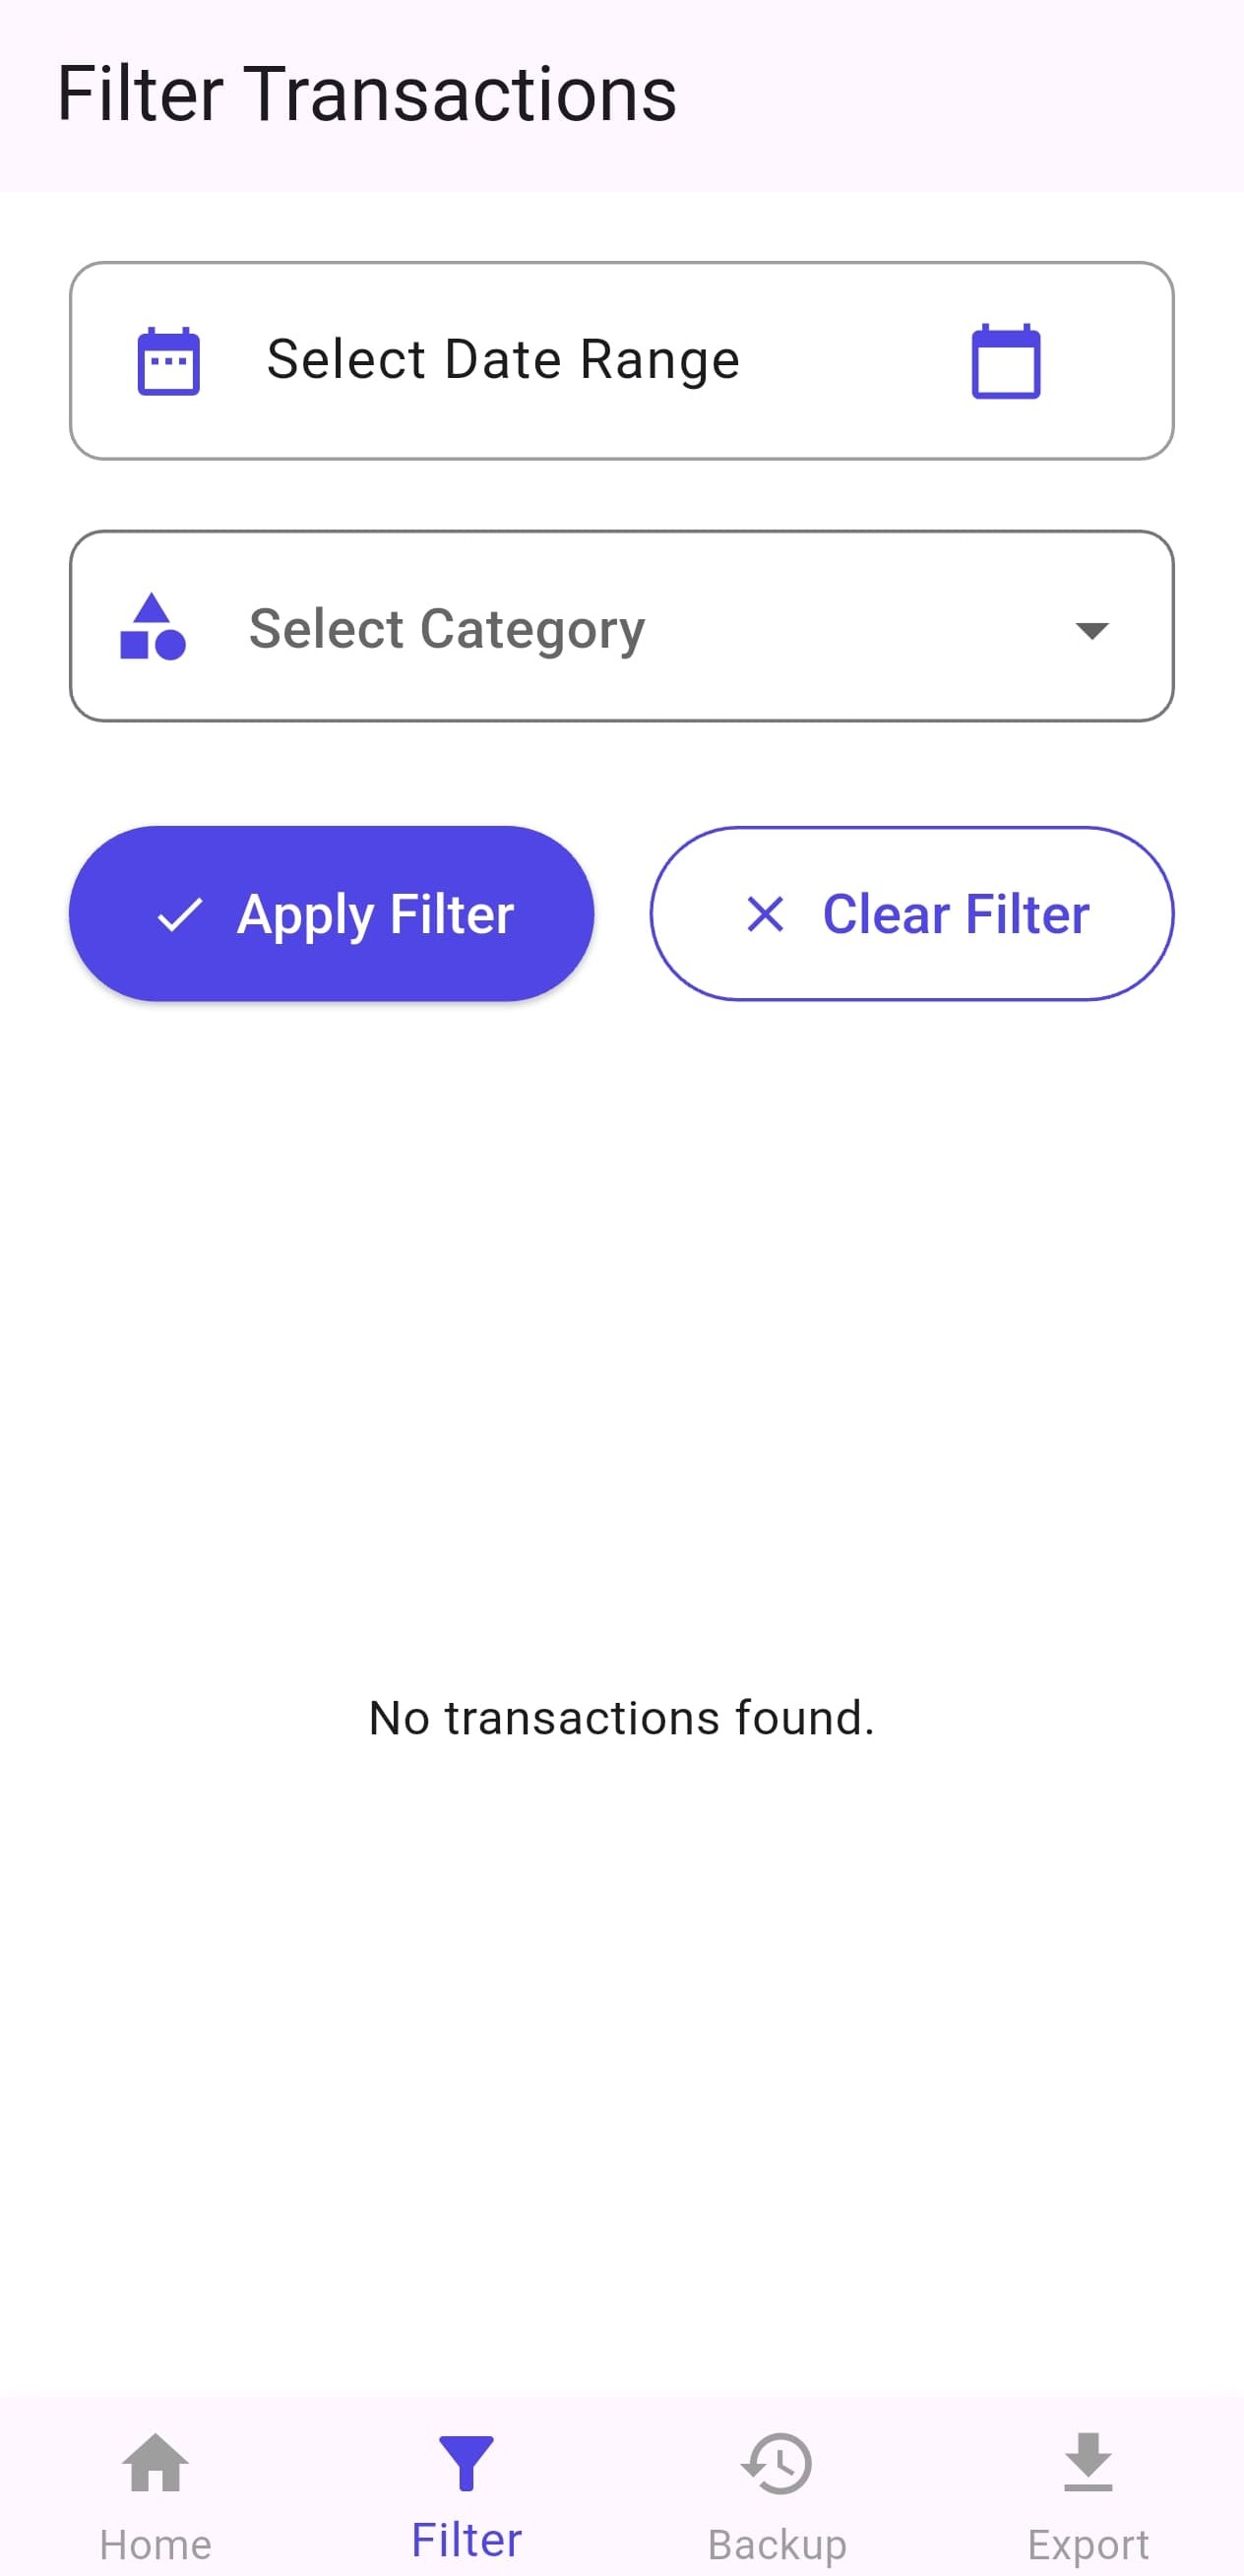 Filter Transactions
Select Date Range
Select Category
Apply Filter
Clear Filter
No transactions found.
Home
Filter
Backup
Export